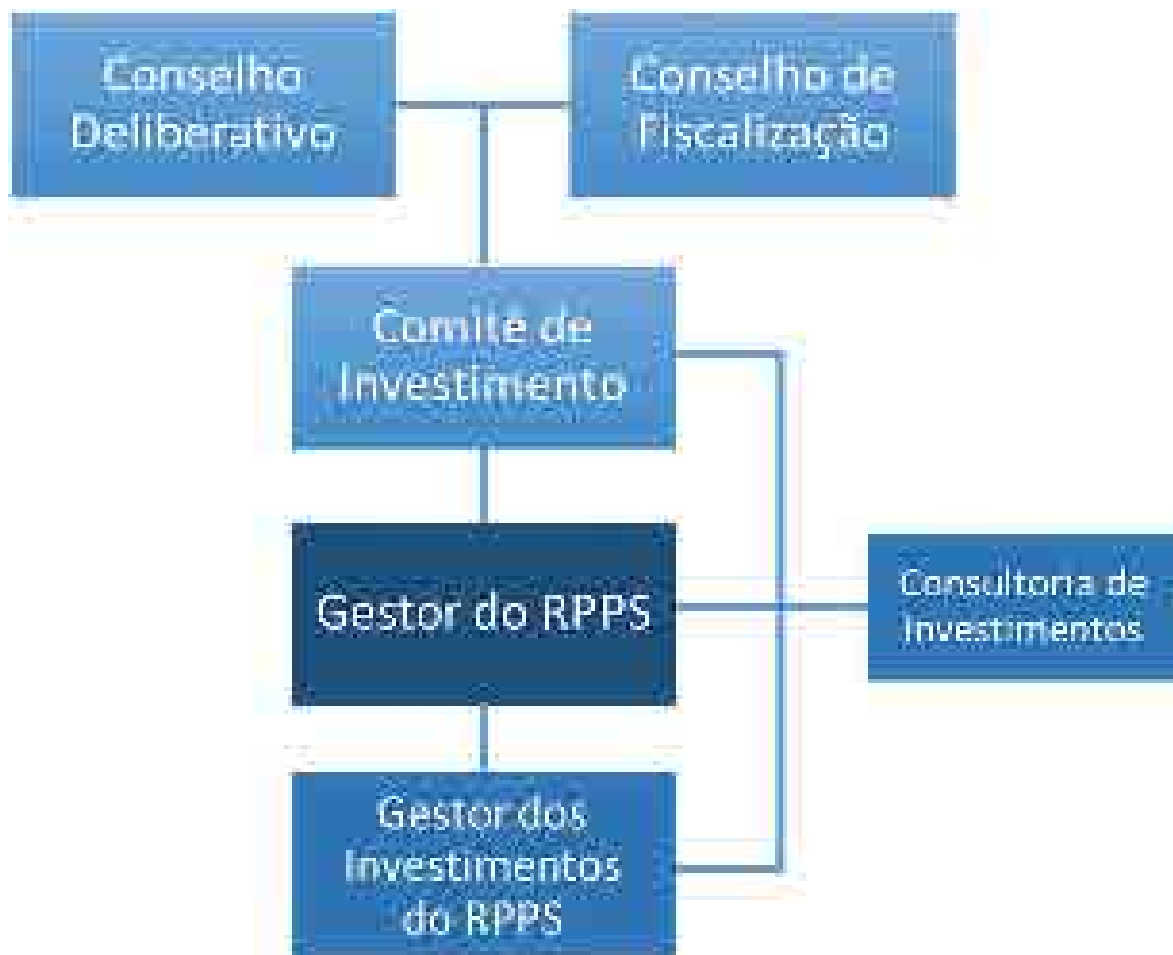 Conselho
Deliberativo
Conselho de
Fiscalização
Comitê de
Investimento
Gestor do RPPS
Consultoria de
Investimentos
Gestor dos
Investimentos
do RPPS